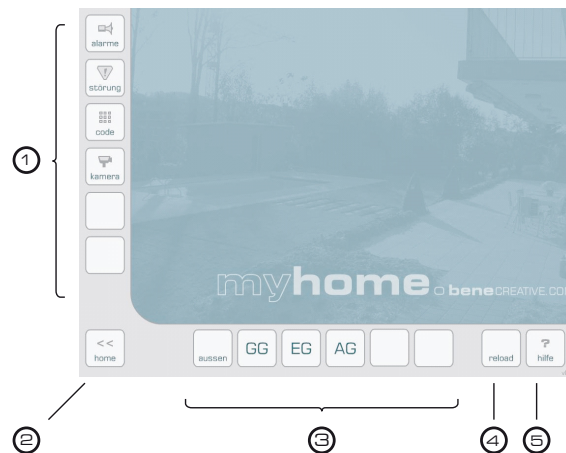 alarme
störung
code
kamera
1
myhome bene CREATIVE.CO
<<
home
aussen
GG
EG
AG
reload
?
hilfe
2
3
4
5